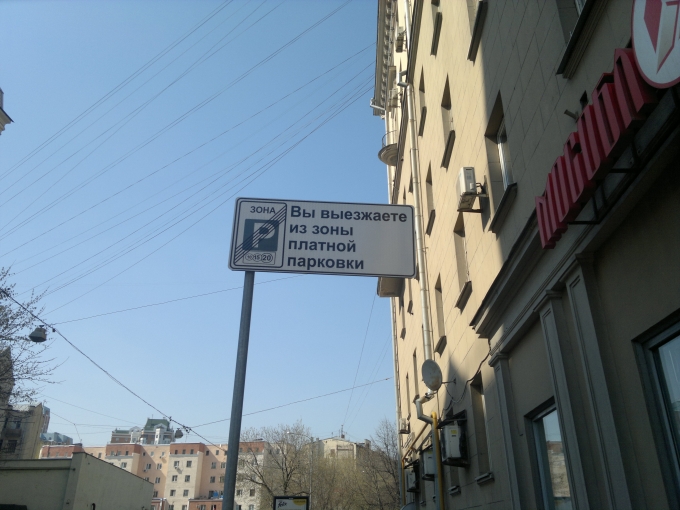 ЗОНА
P
Вы выезжаете
из зоны
платной
парковки